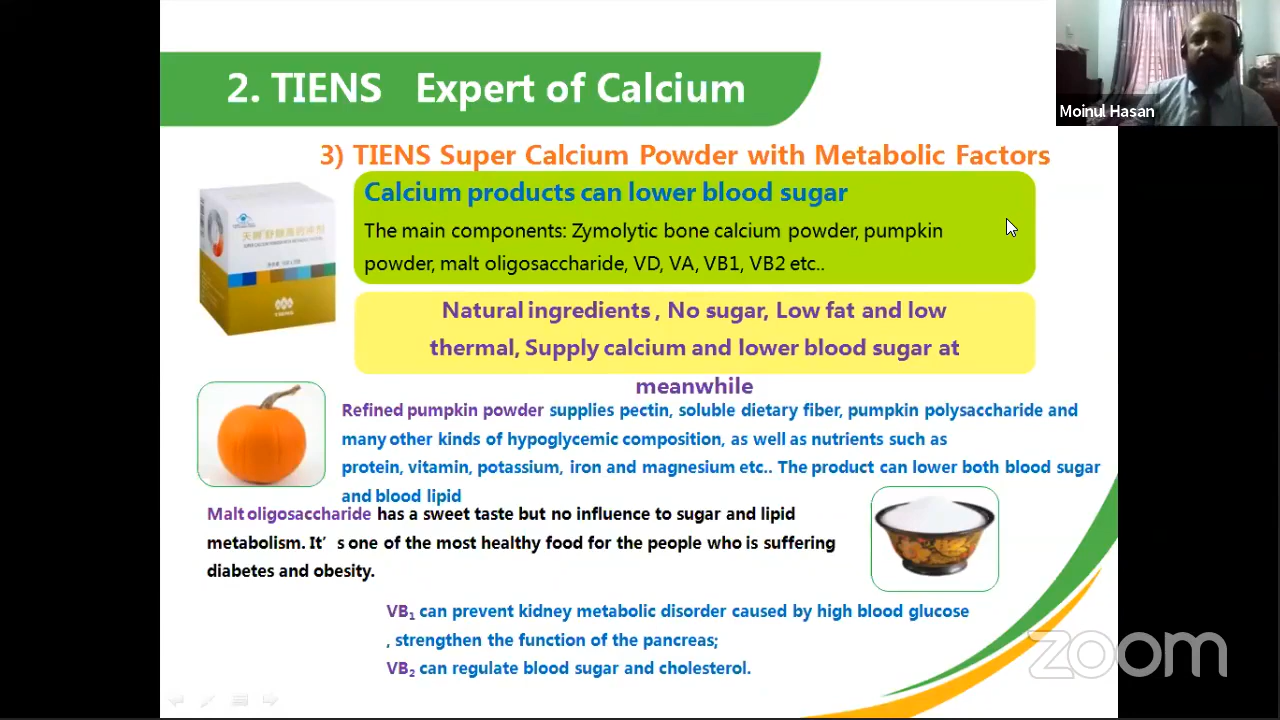 2. TIENS Expert of Calcium
Moinul Hasan
3) TIENS Super Calcium Powder with Metabolic Factors
Calcium products can lower blood sugar
The main components: Zymolytic bone calcium powder, pumpkin
powder, malt oligosaccharide, VD, VA, VB1, VB2 etc..
Natural ingredients , No sugar, Low fat and low
thermal, Supply calcium and lower blood sugar at
meanwhile
Refined pumpkin powder supplies pectin, soluble dietary fiber, pumpkin polysaccharide and
many other kinds of hypoglycemic composition, as well as nutrients such as
protein, vitamin, potassium, iron and magnesium etc.. The product can lower both blood sugar
and blood lipid
Malt oligosaccharide has a sweet taste but no influence to sugar and lipid
metabolism. It’s one of the most healthy food for the people who is suffering
diabetes and obesity.
VB1 can prevent kidney metabolic disorder caused by high blood glucose
, strengthen the function of the pancreas;
VB2 can regulate blood sugar and cholesterol.
zoom